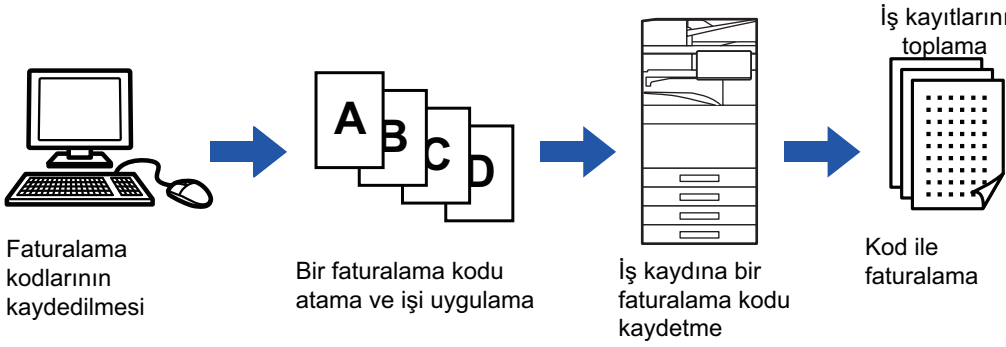 Faturalama
kodlarının
kaydedilmesi
A
B
C
D
Bir faturalama kodu
atama ve işi uygulama
İş kaydına bir
faturalama kodu
kaydetme
İş kayıtlarını
toplama
Kod ile
faturalama